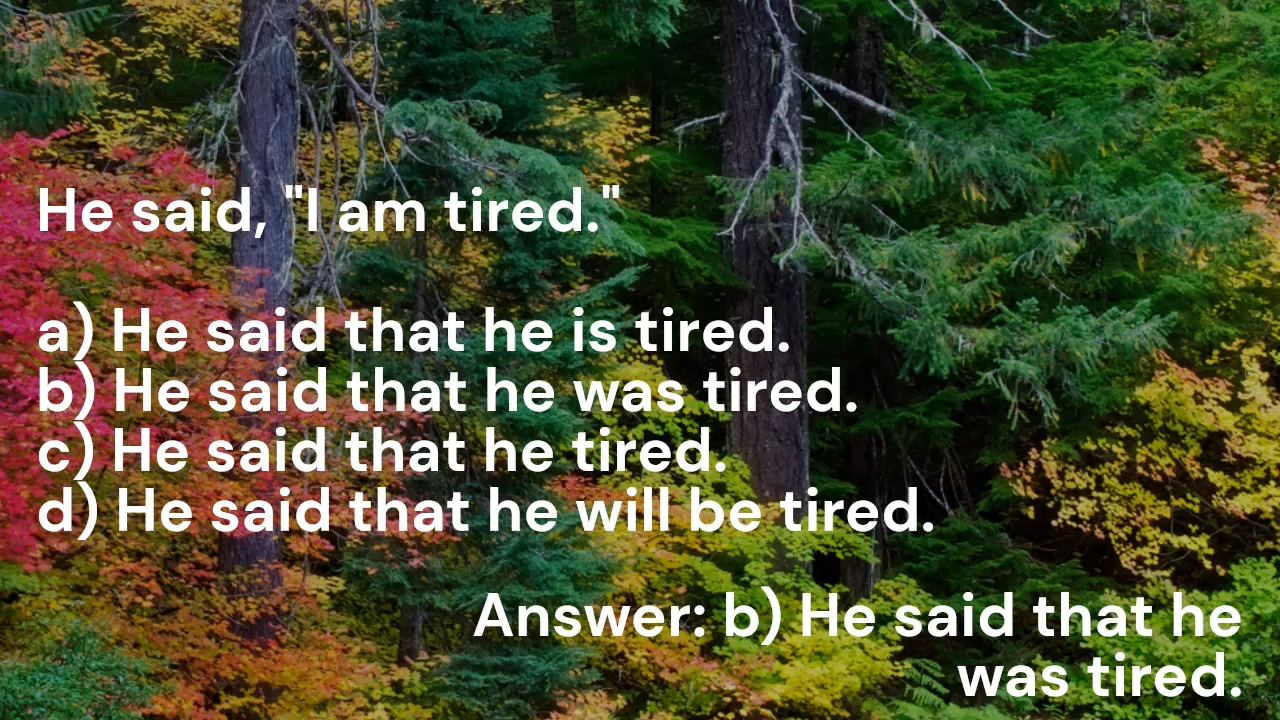 He said, "I am tired."
a) He said that he is tired.
b) He said that he was tired.
c) He said that he tired.
d) He said that he will be tired.
Answer: b) He said that he
was tired.